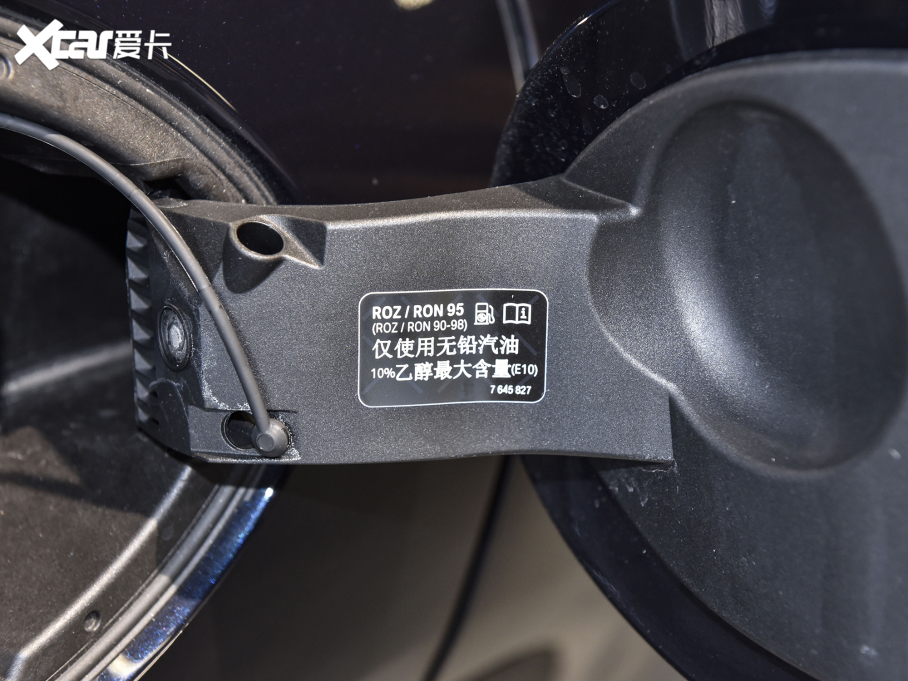 Xcar爱卡
ROZ / RON 95
(ROZ / RON 90-98)
仅使用无铅汽油
10%乙醇最大含量(E10)
7 645 827